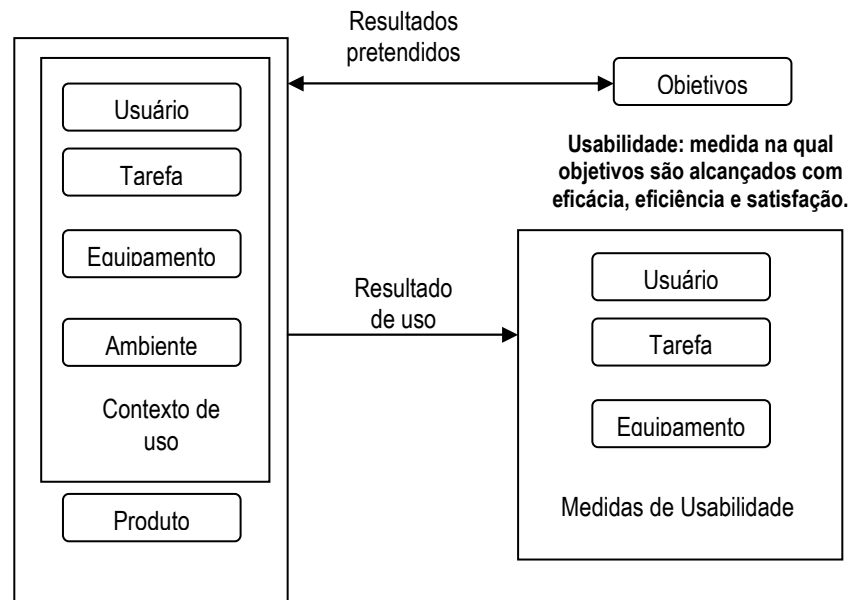 Resultados
pretendidos
Usuário
Tarefa
Equipamento
Ambiente
Contexto de
uso
Produto
Objetivos
Usabilidade: medida na qual
objetivos são alcançados com
eficácia, eficiência e satisfação.
Resultado
de uso
Usuário
Tarefa
Equipamento
Medidas de Usabilidade